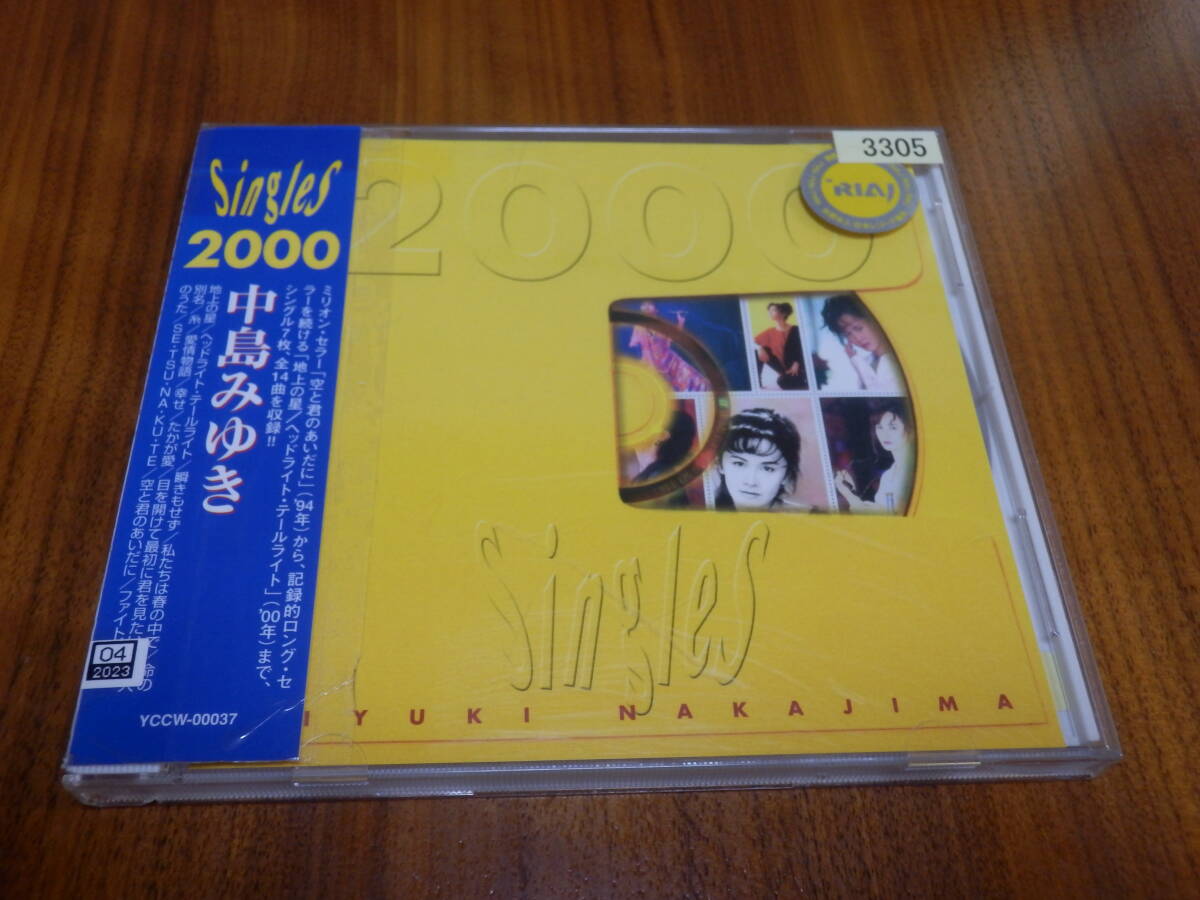 Singles
2000
中島みゆき
ミリオン・セラー「空と君のあいだに」('94年)から、記録的ロング・セ
ラーを続ける「地上の星/ヘッドライト・テールライト」('00年)まで、
シングル7枚、全14曲を収録!!
地上の星/ヘッドライト・テールライト/瞬きもせず/私たちは春の中で/命の
別名/糸/愛情物語/幸せ/たかが愛/目を開けて最初に君を見たい
のうた/SE・TSU・NA・KU・TE/空と君のあいだに/ファイト
04
2023
YCCW-00037
2000
3305
RIAJ
Singles
IYUKI NAKAJIMA